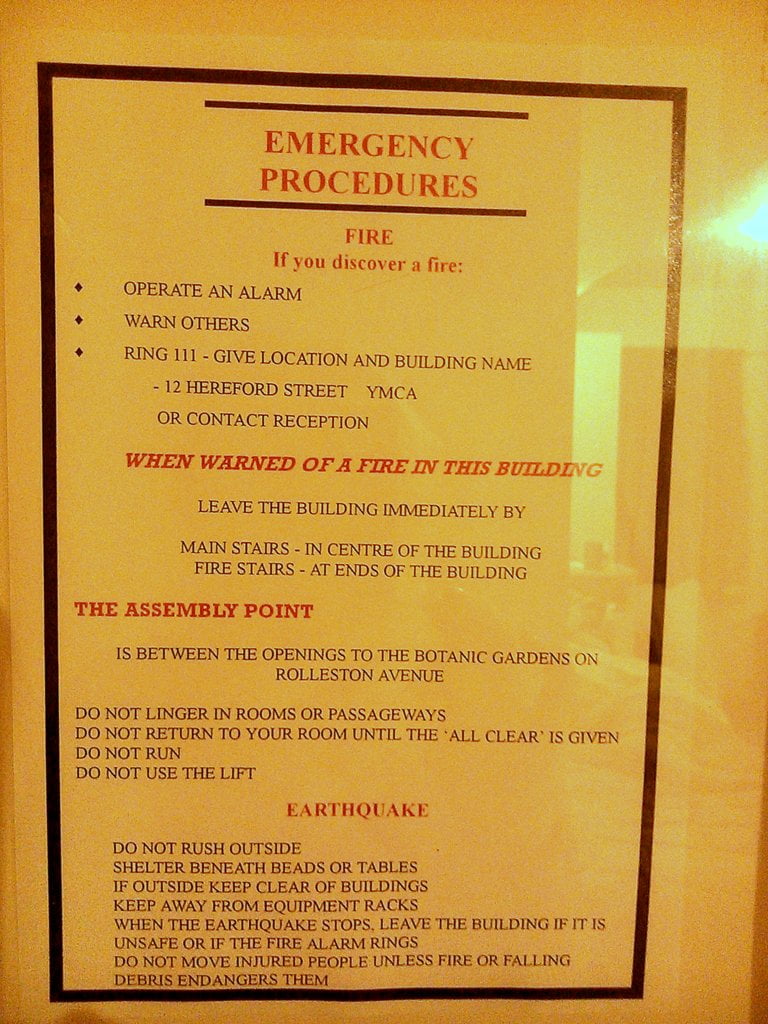 EMERGENCY
PROCEDURES
FIRE
If you discover a fire:
♦ OPERATE AN ALARM
♦ WARN OTHERS
♦ RING 111 - GIVE LOCATION AND BUILDING NAME
- 12 HEREFORD STREET YMCA
OR CONTACT RECEPTION
WHEN WARNED OF A FIRE IN THIS BUILDING
LEAVE THE BUILDING IMMEDIATELY BY
MAIN STAIRS - IN CENTRE OF THE BUILDING
FIRE STAIRS - AT ENDS OF THE BUILDING
THE ASSEMBLY POINT
IS BETWEEN THE OPENINGS TO THE BOTANIC GARDENS ON
ROLLESTON AVENUE
DO NOT LINGER IN ROOMS OR PASSAGEWAYS
DO NOT RETURN TO YOUR ROOM UNTIL THE ‘ALL CLEAR’ IS GIVEN
DO NOT RUN
DO NOT USE THE LIFT
EARTHQUAKE
DO NOT RUSH OUTSIDE
SHELTER BENEATH BEADS OR TABLES
IF OUTSIDE KEEP CLEAR OF BUILDINGS
KEEP AWAY FROM EQUIPMENT RACKS
WHEN THE EARTHQUAKE STOPS, LEAVE THE BUILDING IF IT IS
UNSAFE OR IF THE FIRE ALARM RINGS
DO NOT MOVE INJURED PEOPLE UNLESS FIRE OR FALLING
DEBRIS ENDANGERS THEM